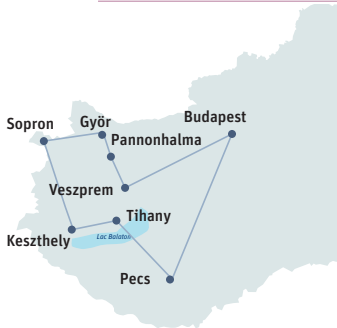 Budapest
Györ
Sopron
Pannonhalma
Veszprem
Tihany
Keszthely
Lac Balaton
Pecs